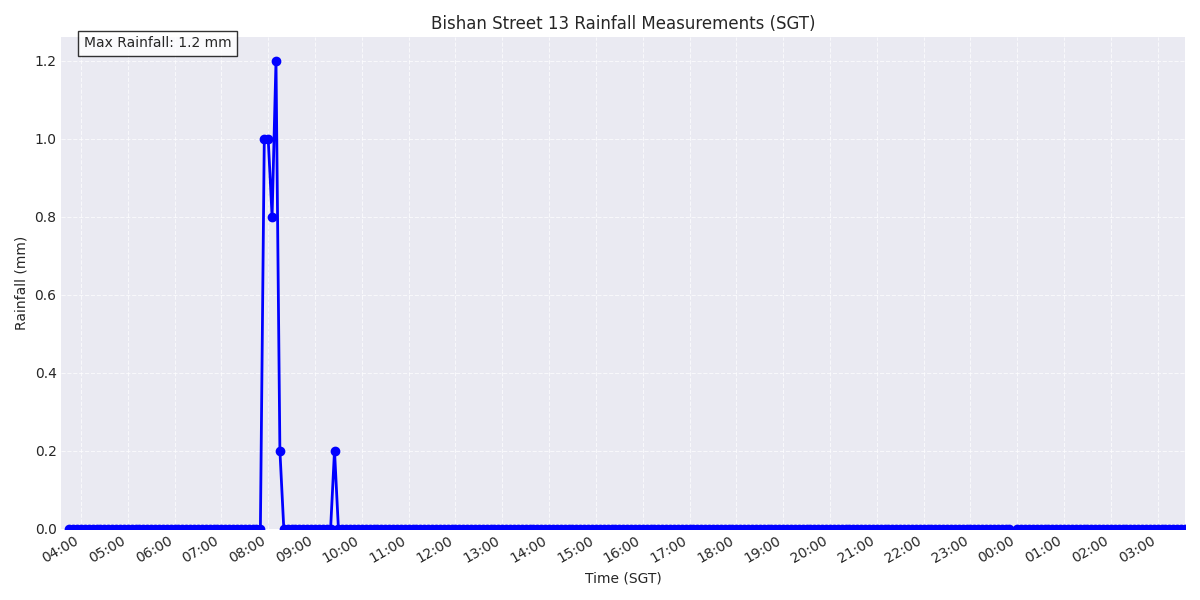 Bishan Street 13 Rainfall Measurements (SGT)
Max Rainfall: 1.2 mm
1.2
1.0
0.8
0.6
0.4
0.2
0.0
Rainfall (mm)
04:00 05:00 06:00 07:00 08:00 09:00 10:00 11:00 12:00 13:00 14:00 15:00 16:00 17:00 18:00 19:00 20:00 21:00 22:00 23:00 00:00 01:00 02:00 03:00
Time (SGT)